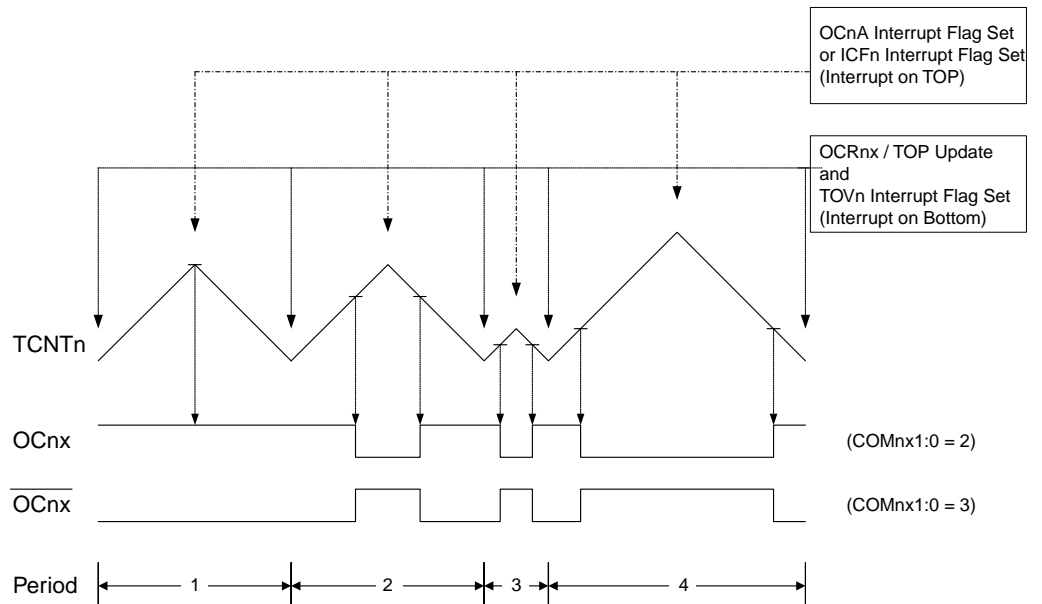 OCnA Interrupt Flag Set
or ICFn Interrupt Flag Set
(Interrupt on TOP)
OCRnx / TOP Update
and
TOVn Interrupt Flag Set
(Interrupt on Bottom)
TCNTn
OCnx
(COMnx1:0 = 2)
OCnx
(COMnx1:0 = 3)
Period
1
2
3
4